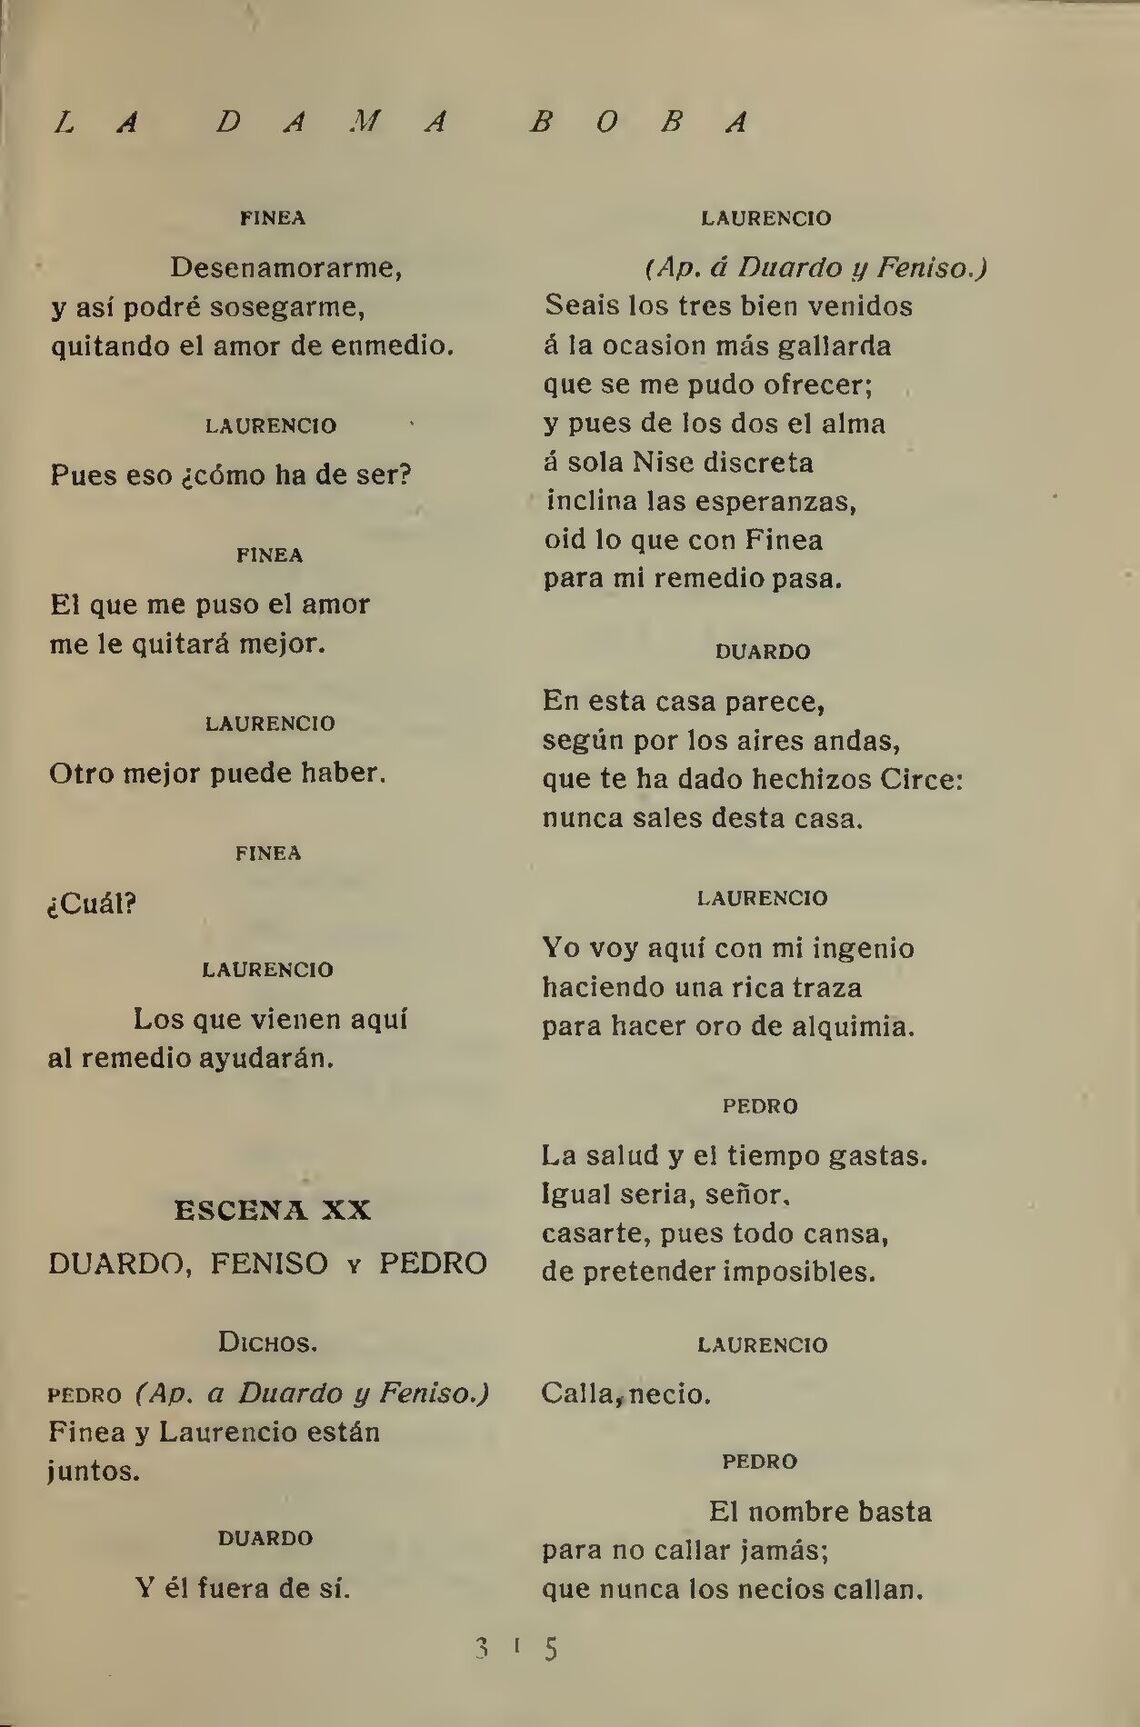 LA DAMA BOBA
FINEA
Desenamorarme,
y así podré sosegarme,
quitando el amor de enmedio.
LAURENCIO
Pues eso ¿cómo ha de ser?
FINEA
El que me puso el amor
me le quitará mejor.
LAURENCIO
Otro mejor puede haber.
FINEA
¿Cuál?
LAURENCIO
Los que vienen aquí
al remedio ayudarán.
ESCENA XX
DUARDO, FENISO Y PEDRO
DICHOS.
PEDRO (Ap. a Duardo y Feniso.)
Finea y Laurencio están
juntos.
DUARDO
Y él fuera de sí.
LAURENCIO
(Ap. á Duardo y Feniso.)
Seais los tres bien venidos
á la ocasion más gallarda
que se me pudo ofrecer;
y pues de los dos el alma
á sola Nise discreta
inclina las esperanzas,
oid lo que con Finea
para mi remedio pasa.
DUARDO
En esta casa parece,
según por los aires andas,
que te ha dado hechizos Circe:
nunca sales desta casa.
LAURENCIO
Yo voy aquí con mi ingenio
haciendo una rica traza
para hacer oro de alquimia.
PEDRO
La salud y el tiempo gastas.
Igual seria, señor,
casarte, pues todo cansa,
de pretender imposibles.
LAURENCIO
Calla, necio.
PEDRO
El nombre basta
para no callar jamás;
que nunca los necios callan.
315